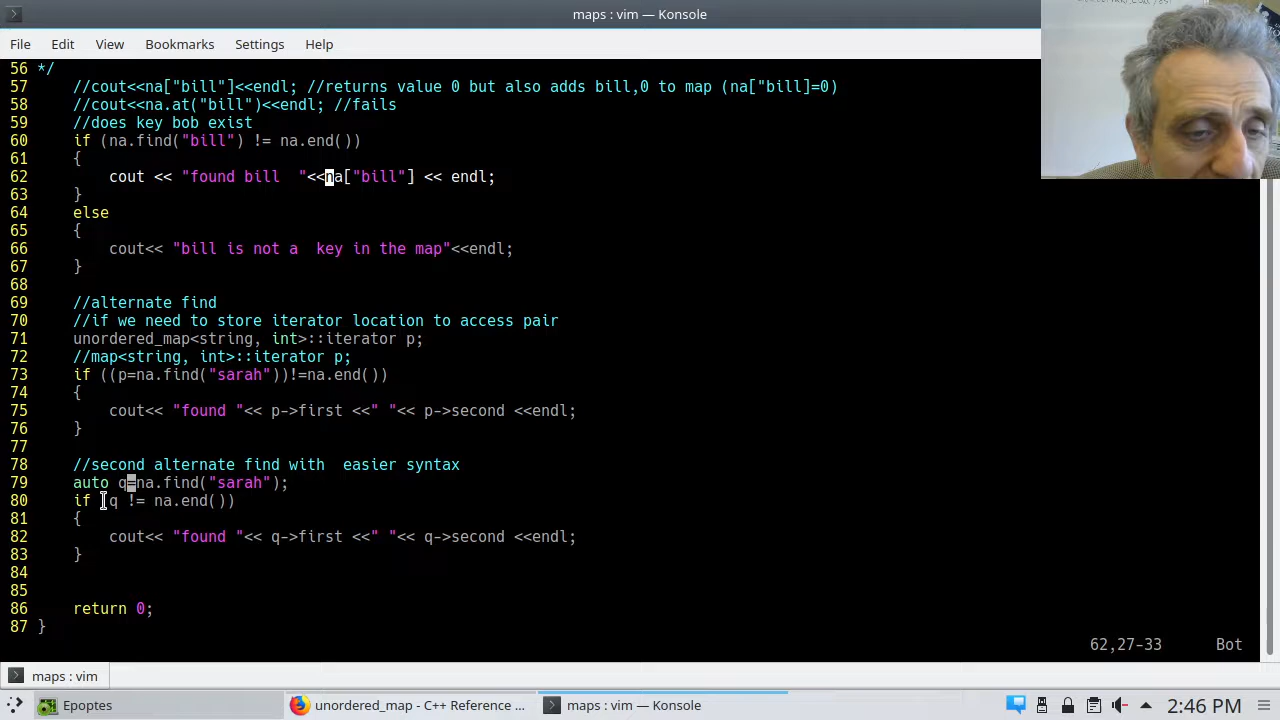 maps : vim — Konsole
File Edit View Bookmarks Settings Help
56 */
57 //cout<<na["bill"]<<endl; //returns value 0 but also adds bill,0 to map (na["bill]=0)
58 //cout<<na.at("bill")<<endl; //fails
59 //does key bob exist
60 if (na.find("bill") != na.end())
61 {
62 cout << "found bill  "<<na["bill"] << endl;
63 }
64 else
65 {
66 cout<< "bill is not a  key in the map"<<endl;
67 }
68
69 //alternate find
70 //if we need to store iterator location to access pair
71 unordered_map<string, int>::iterator p;
72 //map<string, int>::iterator p;
73 if ((p=na.find("sarah"))!=na.end())
74 {
75 cout<< "found "<< p->first <<" "<< p->second <<endl;
76 }
77
78 //second alternate find with  easier syntax
79 auto q=na.find("sarah");
80 if (q != na.end())
81 {
82 cout<< "found "<< q->first <<" "<< q->second <<endl;
83 }
84
85
86 return 0;
87 }
62,27-33 Bot
maps : vim
Epoptes unordered_map - C++ Reference ... maps : vim — Konsole 2:46 PM